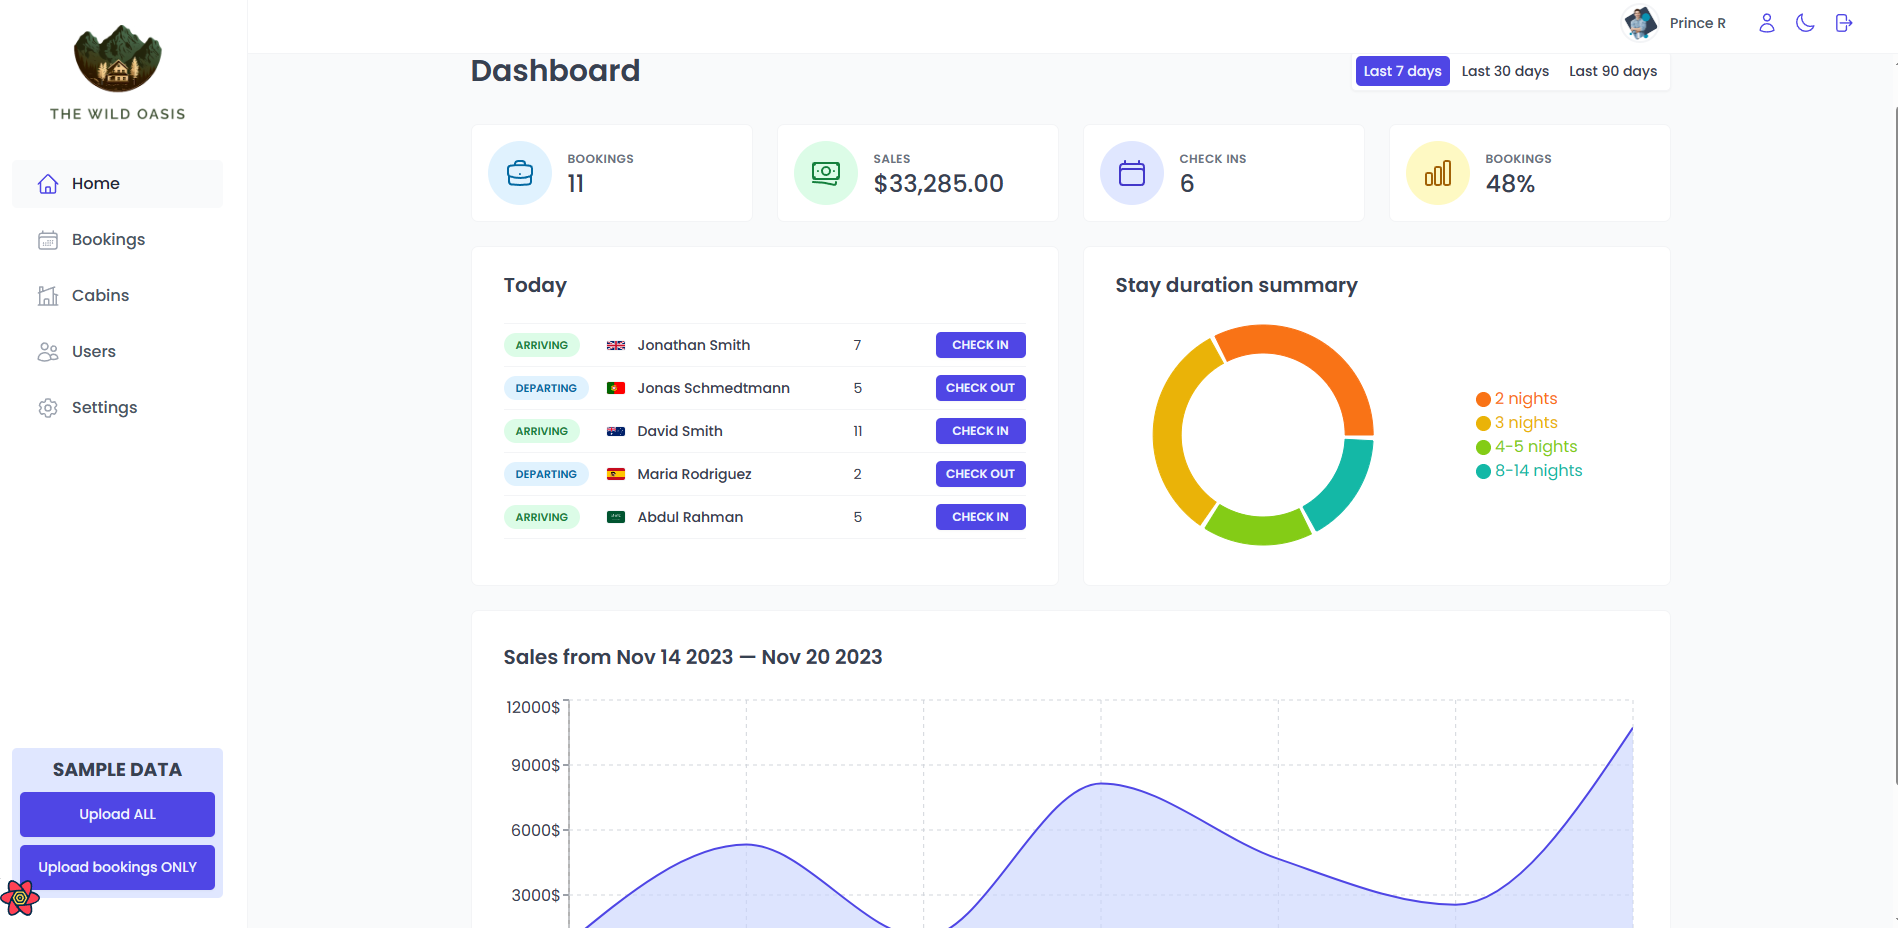 THE WILD OASIS
Home
Bookings
Cabins
Users
Settings
SAMPLE DATA
Upload ALL
Upload bookings ONLY
Prince R
Dashboard
Last 7 days Last 30 days Last 90 days
BOOKINGS
11
SALES
$33,285.00
CHECK INS
6
BOOKINGS
48%
Today
ARRIVING Jonathan Smith 7 CHECK IN
DEPARTING Jonas Schmedtmann 5 CHECK OUT
ARRIVING David Smith 11 CHECK IN
DEPARTING Maria Rodriguez 2 CHECK OUT
ARRIVING Abdul Rahman 5 CHECK IN
Stay duration summary
2 nights
3 nights
4-5 nights
8-14 nights
Sales from Nov 14 2023 — Nov 20 2023
12000$
9000$
6000$
3000$